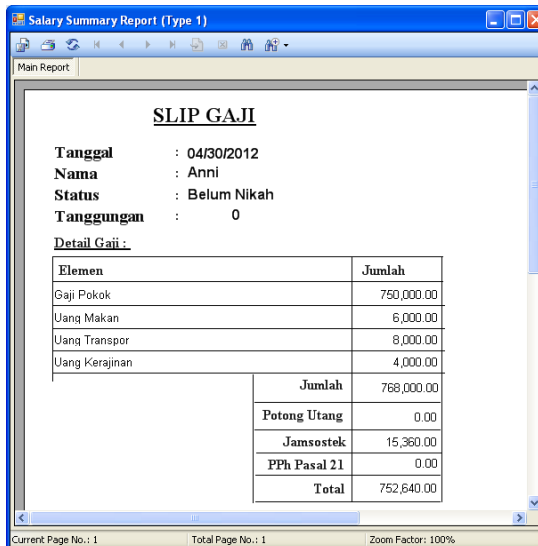 Salary Summary Report (Type 1)
Main Report
SLIP GAJI
Tanggal : 04/30/2012
Nama : Anni
Status : Belum Nikah
Tanggungan : 0
Detail Gaji :
Elemen Jumlah
Gaji Pokok 750,000.00
Uang Makan 6,000.00
Uang Transpor 8,000.00
Uang Kerajinan 4,000.00
Jumlah 768,000.00
Potong Utang 0.00
Jamsostek 15,360.00
PPh Pasal 21 0.00
Total 752,640.00
Current Page No.: 1 Total Page No.: 1 Zoom Factor: 100%